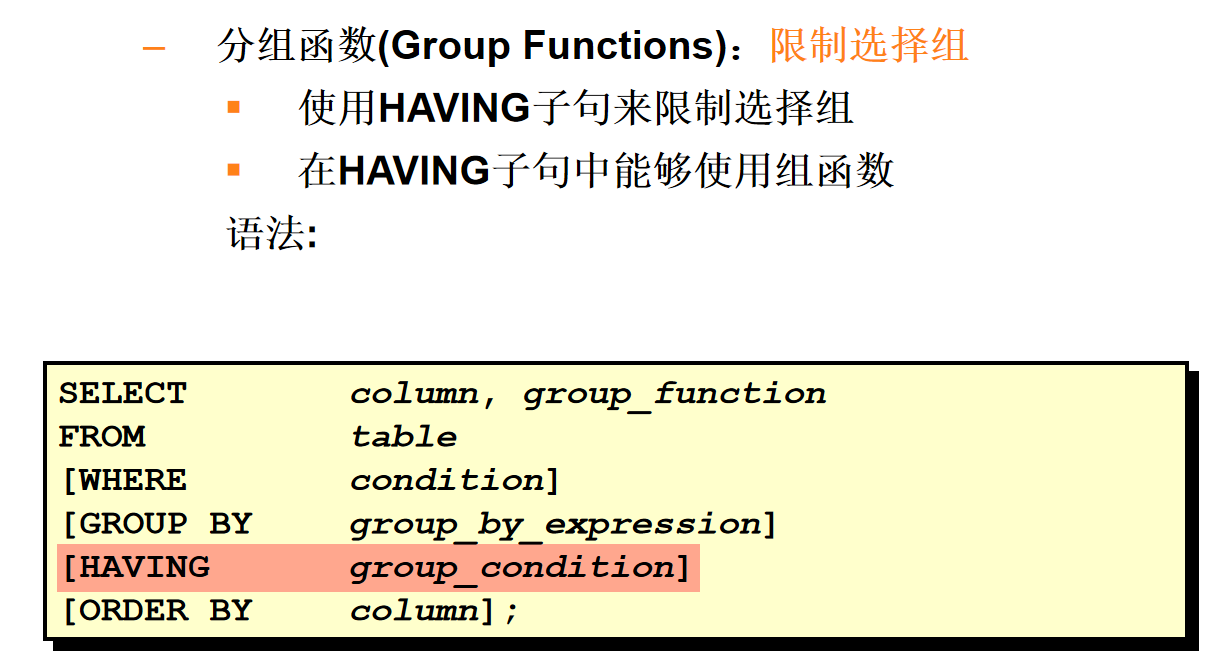 – 分组函数(Group Functions)：限制选择组
▪ 使用HAVING子句来限制选择组
▪ 在HAVING子句中能够使用组函数
语法:
SELECT column, group_function
FROM table
[WHERE condition]
[GROUP BY group_by_expression]
[HAVING group_condition]
[ORDER BY column];